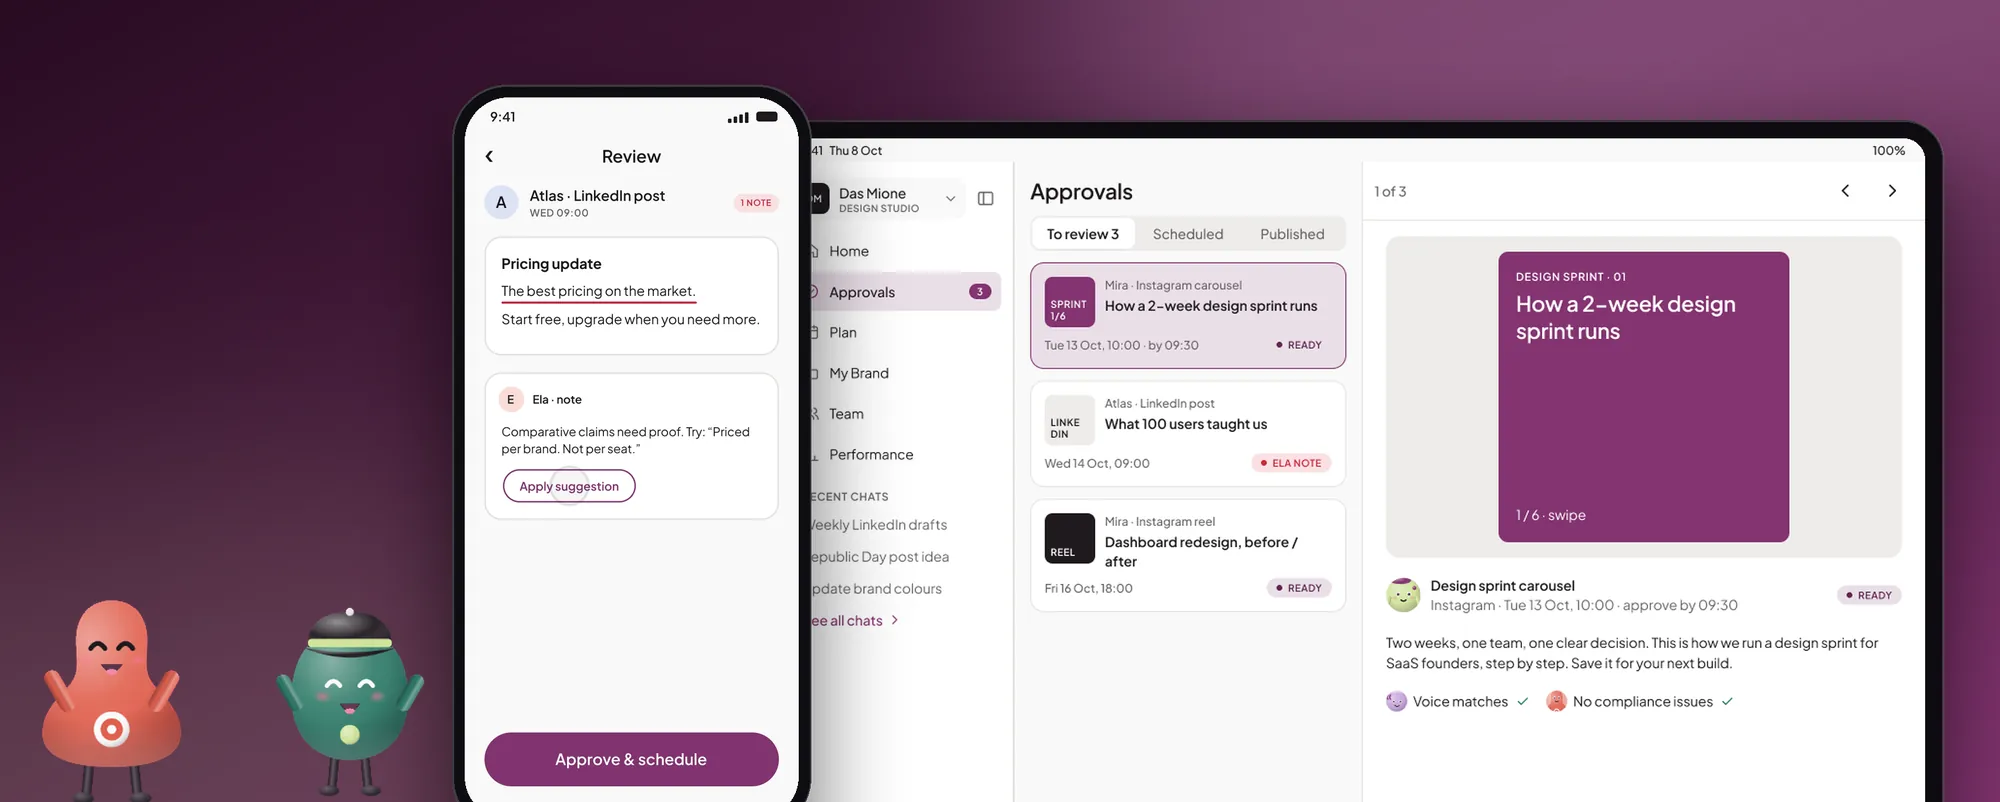 9:41
Review
A
Atlas · LinkedIn post
WED 09:00
1 NOTE
Pricing update
The best pricing on the market.
Start free, upgrade when you need more.
E
Ela · note
Comparative claims need proof. Try: “Priced
per brand. Not per seat.”
Apply suggestion
Approve & schedule
41 Thu 8 Oct
100%
M
Das Mione
DESIGN STUDIO
Home
Approvals
3
Plan
My Brand
Team
Performance
ECENT CHATS
eekly LinkedIn drafts
epublic Day post idea
pdate brand colours
ee all chats
Approvals
To review 3
Scheduled
Published
SPRINT
1/6
Mira · Instagram carousel
How a 2-week design sprint runs
Tue 13 Oct, 10:00 · by 09:30
READY
LINKE
DIN
Atlas · LinkedIn post
What 100 users taught us
Wed 14 Oct, 09:00
ELA NOTE
REEL
Mira · Instagram reel
Dashboard redesign, before /
after
Fri 16 Oct, 18:00
READY
1 of 3
DESIGN SPRINT · 01
How a 2-week design
sprint runs
1 / 6 · swipe
Design sprint carousel
Instagram · Tue 13 Oct, 10:00 · approve by 09:30
READY
Two weeks, one team, one clear decision. This is how we run a design sprint for
SaaS founders, step by step. Save it for your next build.
Voice matches
No compliance issues